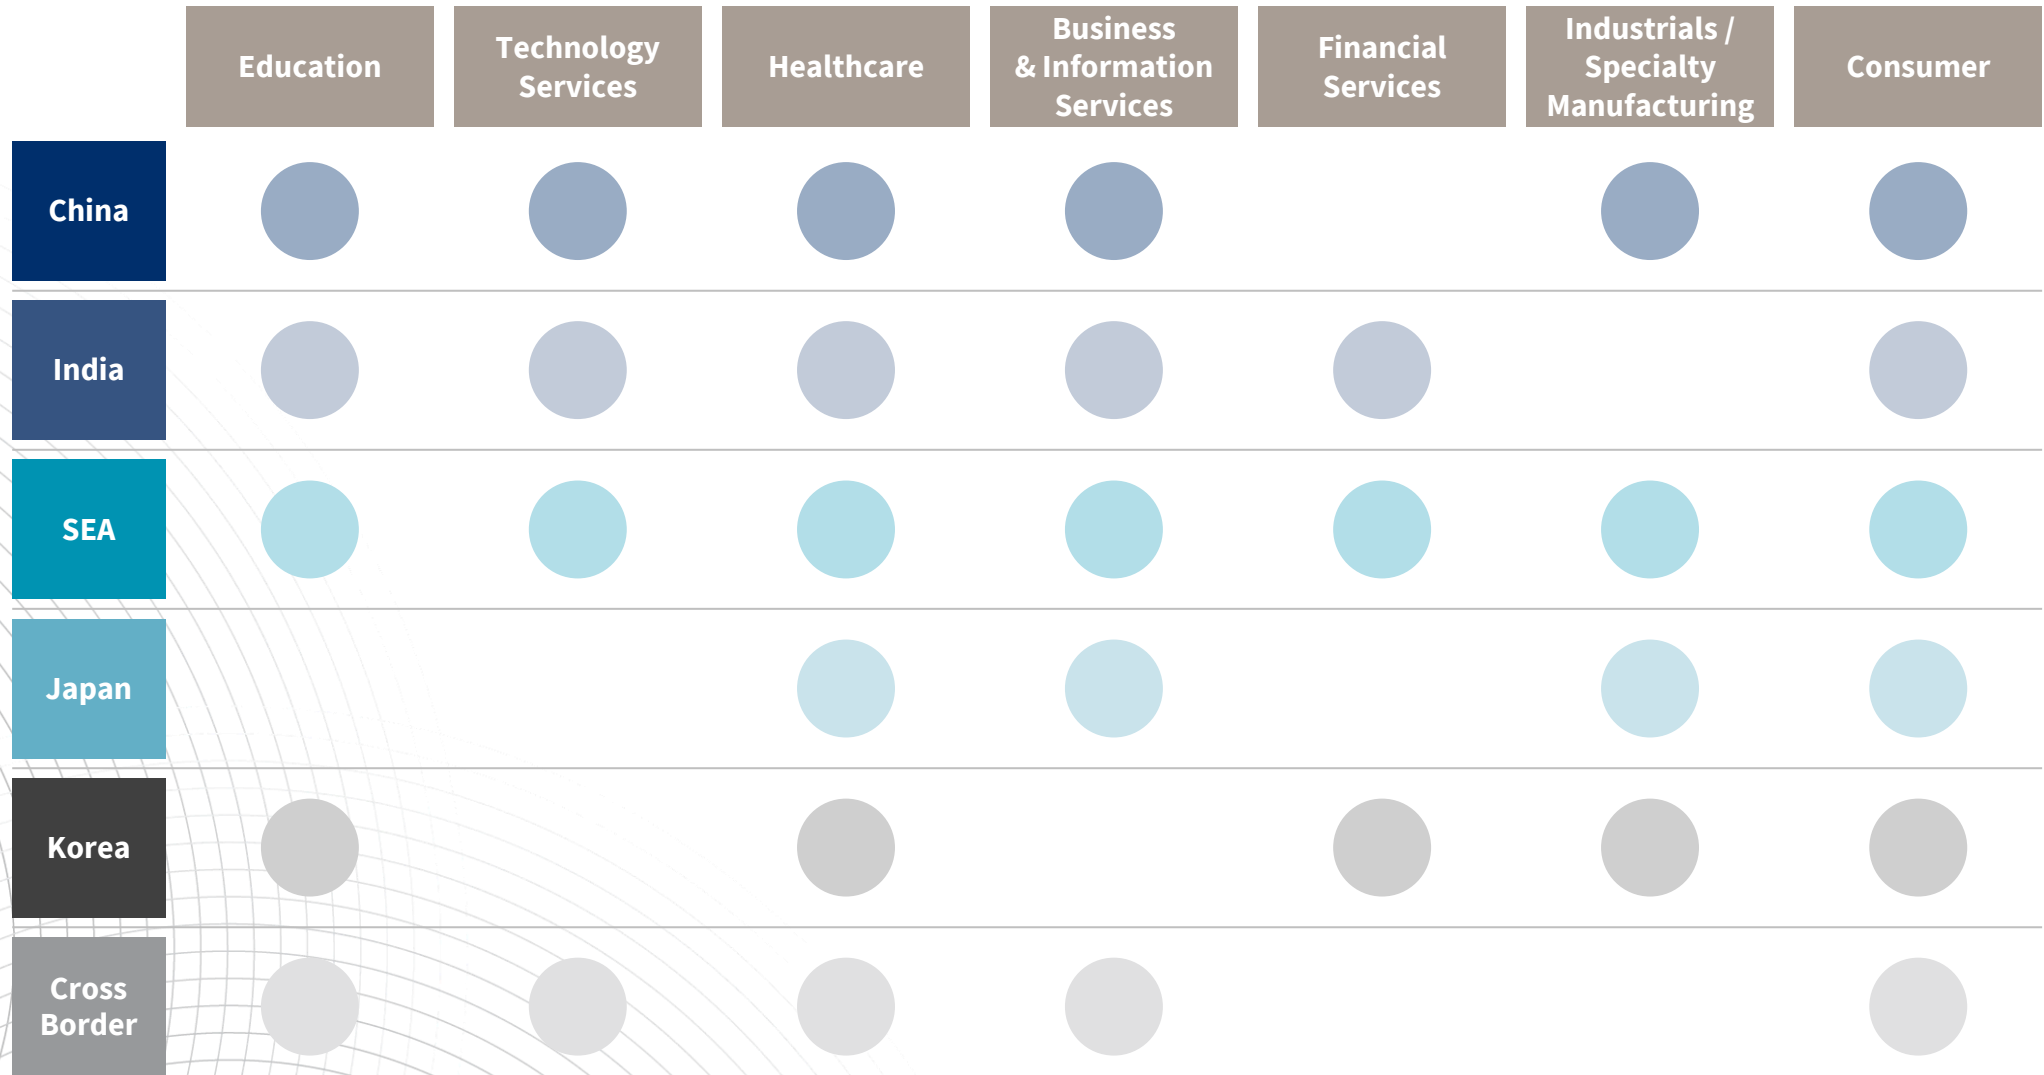 Education
Technology
Services
Healthcare
Business
& Information
Services
Financial
Services
Industrials /
Specialty
Manufacturing
Consumer
China
India
SEA
Japan
Korea
Cross
Border